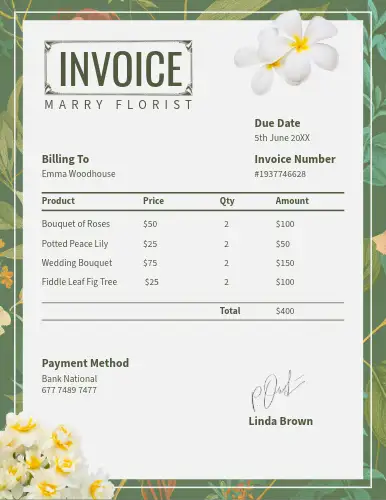 INVOICE
MARRY FLORIST
Due Date
5th June 20XX
Billing To
Emma Woodhouse
Invoice Number
#1937746628
Product Price Qty Amount
Bouquet of Roses $50 2 $100
Potted Peace Lily $25 2 $50
Wedding Bouquet $75 2 $150
Fiddle Leaf Fig Tree $25 2 $100
Total $400
Payment Method
Bank National
677 7489 7477
Linda Brown